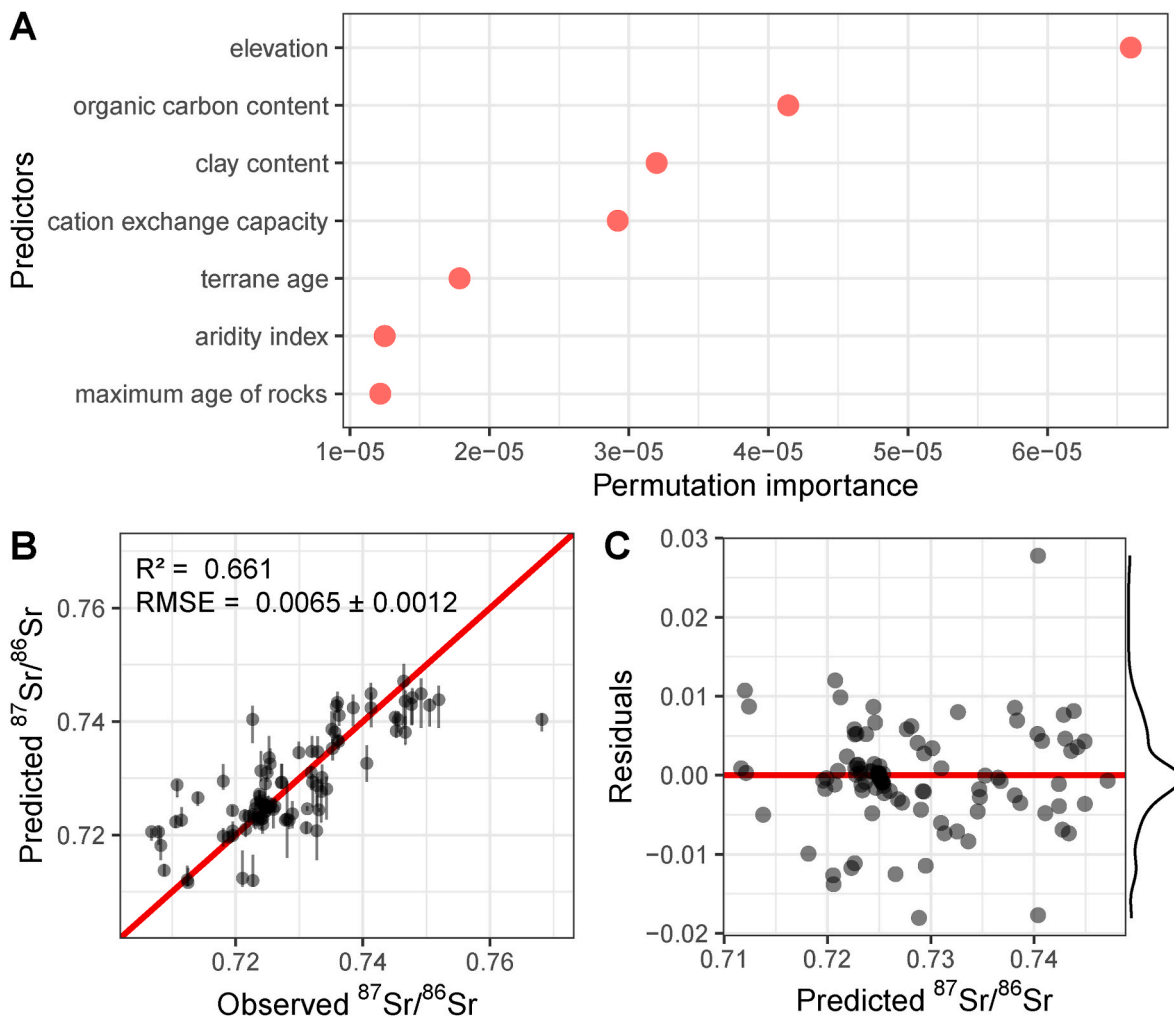 A
Predictors
elevation
organic carbon content
clay content
cation exchange capacity
terrane age
aridity index
maximum age of rocks
1e−05 2e−05 3e−05 4e−05 5e−05 6e−05
Permutation importance
B
R² = 0.661
RMSE = 0.0065 ± 0.0012
Predicted ⁸⁷Sr/⁸⁶Sr
0.76
0.74
0.72
0.72 0.74 0.76
Observed ⁸⁷Sr/⁸⁶Sr
C
Residuals
0.03
0.02
0.01
0.00
−0.01
−0.02
0.71 0.72 0.73 0.74
Predicted ⁸⁷Sr/⁸⁶Sr